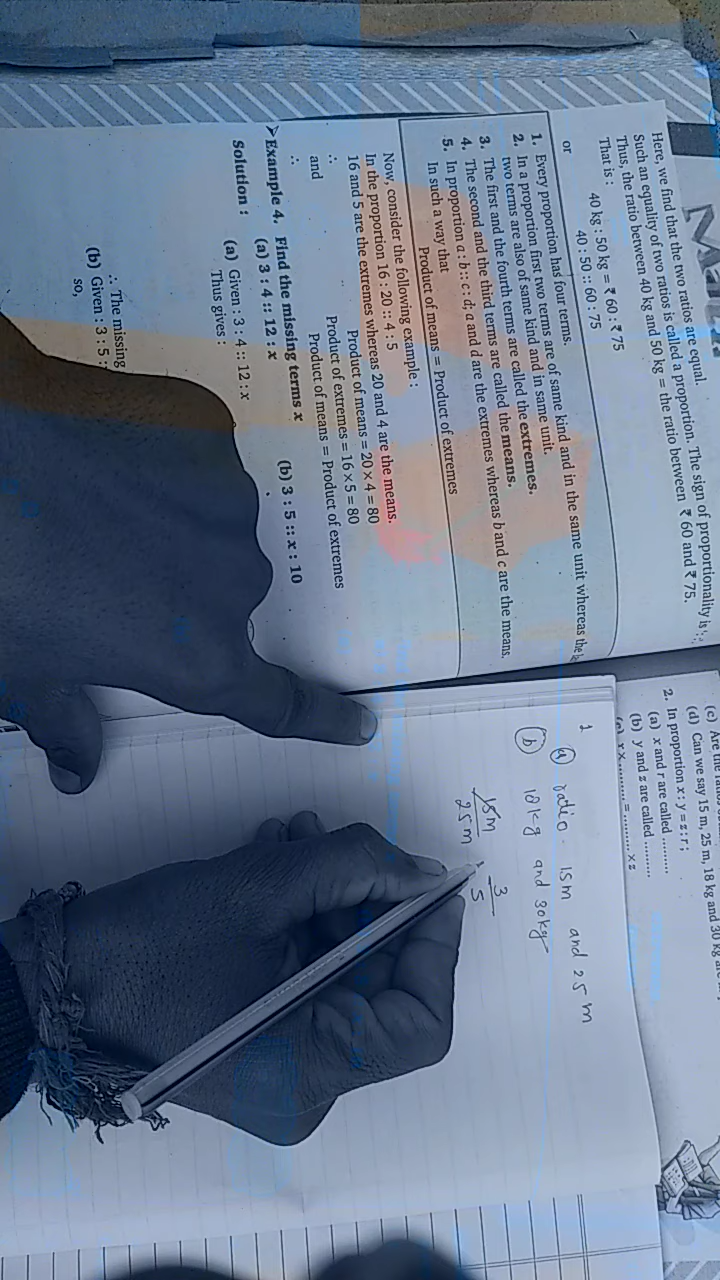 Here, we find that the two ratios are equal.
Such an equality of two ratios is called a proportion. The sign of proportionality is
Thus, the ratio between 40 kg and 50 kg = the ratio between ₹ 60 and ₹ 75.
That is : 40 kg : 50 kg = ₹ 60 : ₹ 75
or 40 : 50 :: 60 : 75
1. Every proportion has four terms.
2. In a proportion first two terms are of same kind and in the same unit whereas the
two terms are also of same kind and in same unit.
3. The first and the fourth terms are called the extremes.
4. The second and the third terms are called the means.
5. In proportion a : b :: c : d; a and d are the extremes whereas b and c are the means.
In such a way that
Product of means = Product of extremes
Now, consider the following example :
In the proportion 16 : 20 :: 4 : 5
16 and 5 are the extremes whereas 20 and 4 are the means.
∴ Product of means = 20 × 4 = 80
and Product of extremes = 16 × 5 = 80
∴ Product of means = Product of extremes
➤ Example 4. Find the missing terms x
(a) 3 : 4 :: 12 : x (b) 3 : 5 :: x : 10
Solution : (a) Given : 3 : 4 :: 12 : x
Thus gives :
∴ The missing
(b) Given : 3 : 5 :
so,
(c) Are the
(d) Can we say 15 m, 25 m, 18 kg and 30 kg
2. In proportion x : y = z : r ;
(a) x and r are called ..........
(b) y and z are called ..........
.......... = .......... x z
1 (a) ratio - 15m and 25 m
(b) 18 kg and 30kg
15m 3
25m 5